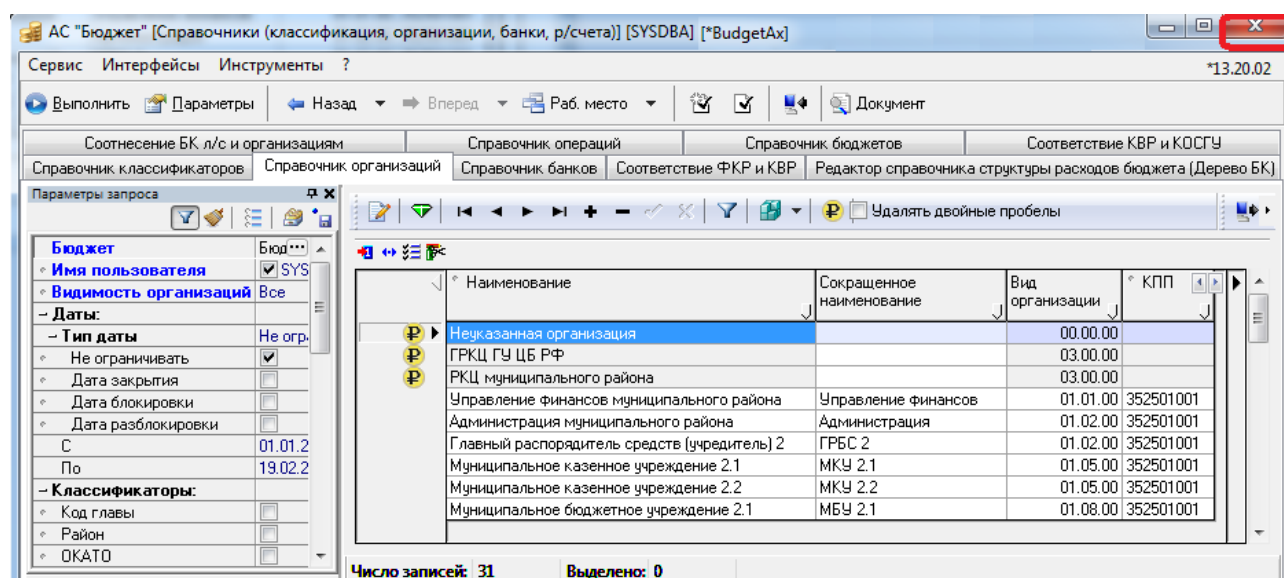 АС "Бюджет" [Справочники (классификация, организации, банки, р/счета)] [SYSDBA] [*BudgetAx]
Сервис Интерфейсы Инструменты ? *13.20.02
Выполнить Параметры Назад Вперед Раб. место Документ
Соотнесение БК л/с и организациям Справочник операций Справочник бюджетов Соответствие КВР и КОСГУ
Справочник классификаторов Справочник организаций Справочник банков Соответствие ФКР и КВР Редактор справочника структуры расходов бюджета (Дерево БК)
Параметры запроса
Удалять двойные пробелы
Бюджет Бюд...
Имя пользователя SYS
Видимость организаций Все
Даты:
Тип даты Не огр.
Не ограничивать
Дата закрытия
Дата блокировки
Дата разблокировки
С 01.01.2
По 19.02.2
Классификаторы:
Код главы
Район
ОКАТО
Наименование Сокращенное наименование Вид организации КПП
Неуказанная организация 00.00.00
ГРКЦ ГУ ЦБ РФ 03.00.00
РКЦ муниципального района 03.00.00
Управление финансов муниципального района Управление финансов 01.01.00 352501001
Администрация муниципального района Администрация 01.02.00 352501001
Главный распорядитель средств (учредитель) 2 ГРБС 2 01.02.00 352501001
Муниципальное казенное учреждение 2.1 МКУ 2.1 01.05.00 352501001
Муниципальное казенное учреждение 2.2 МКУ 2.2 01.05.00 352501001
Муниципальное бюджетное учреждение 2.1 МБУ 2.1 01.08.00 352501001
Число записей: 31 Выделено: 0